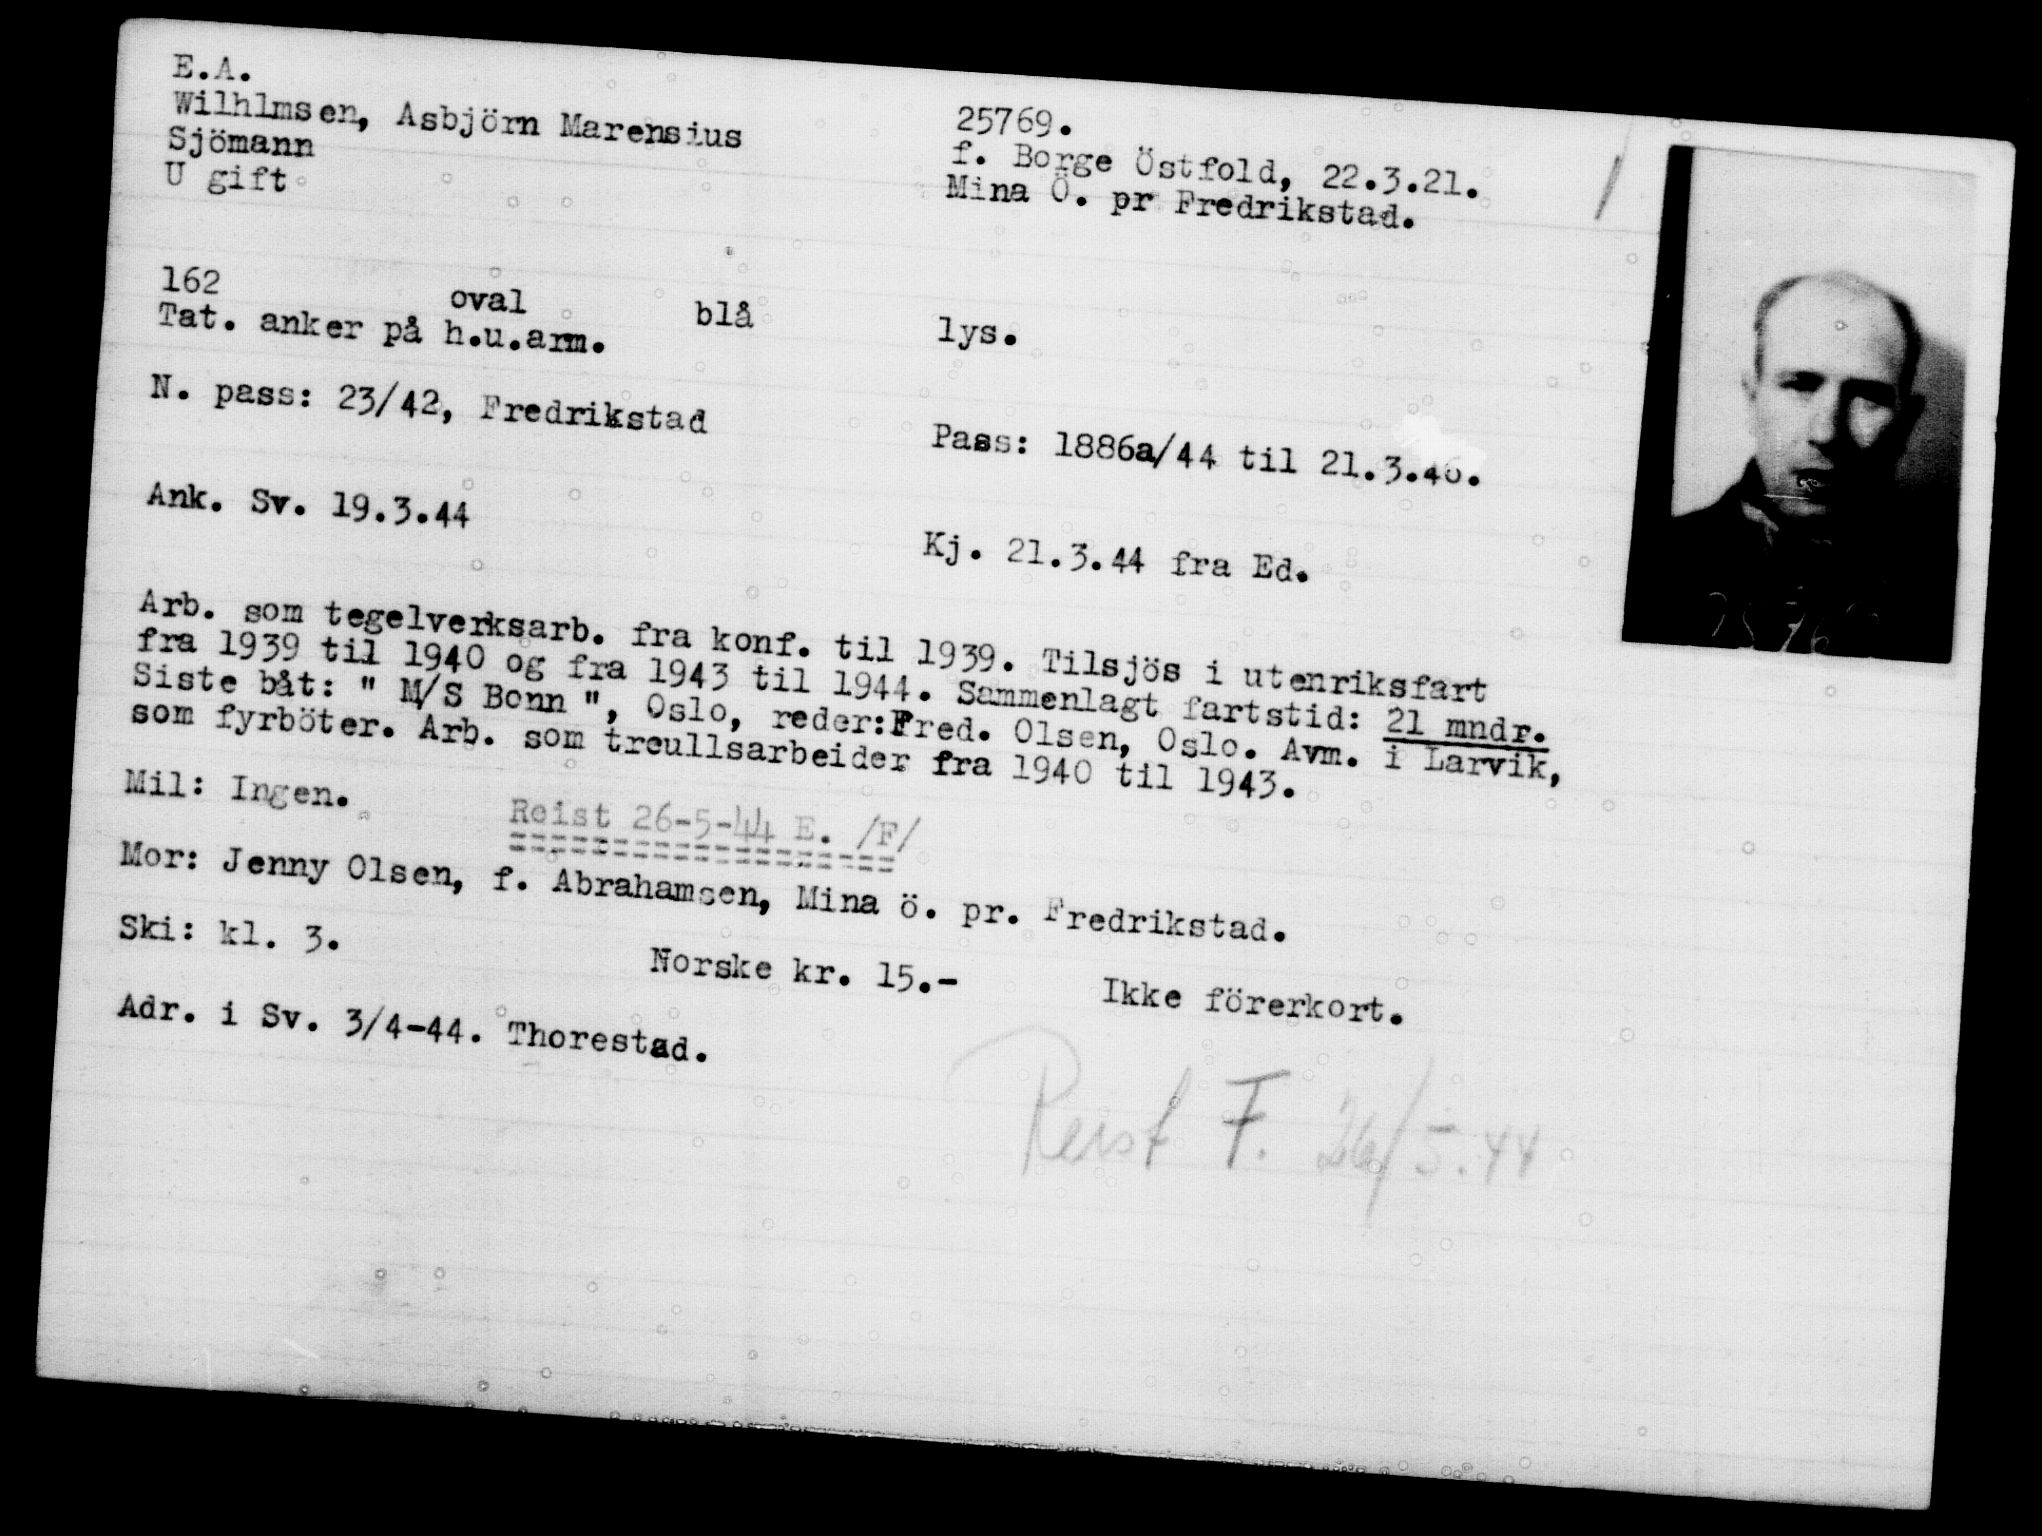 E.A.
Wilhlmsen, Asbjörn Marensius
25769.
Sjömann
f. Borge Östfold, 22.3.21.
U gift
Mina Ö. pr Fredrikstad.
162 oval blå lys.
Tat. anker på h.u.arm.
N. pass: 23/42, Fredrikstad
Pass: 1886a/44 til 21.3.46.
Ank. Sv. 19.3.44
Kj. 21.3.44 fra Ed.
Arb. som tegelverksarb. fra konf. til 1939. Tilsjös i utenriksfart
fra 1939 til 1940 og fra 1943 til 1944. Sammenlagt fartstid: 21 mndr.
Siste båt: " M/S Bonn ", Oslo, reder:Fred. Olsen, Oslo. Avm. i Larvik,
som fyrböter. Arb. som treullsarbeider fra 1940 til 1943.
Mil: Ingen.
Reist 26-5-44 E. /F/
Mor: Jenny Olsen, f. Abrahamsen, Mina ö. pr. Fredrikstad.
Ski: kl. 3.
Norske kr. 15.-
Ikke förerkort.
Adr. i Sv. 3/4-44. Thorestad.
Reist F. 26/5.44